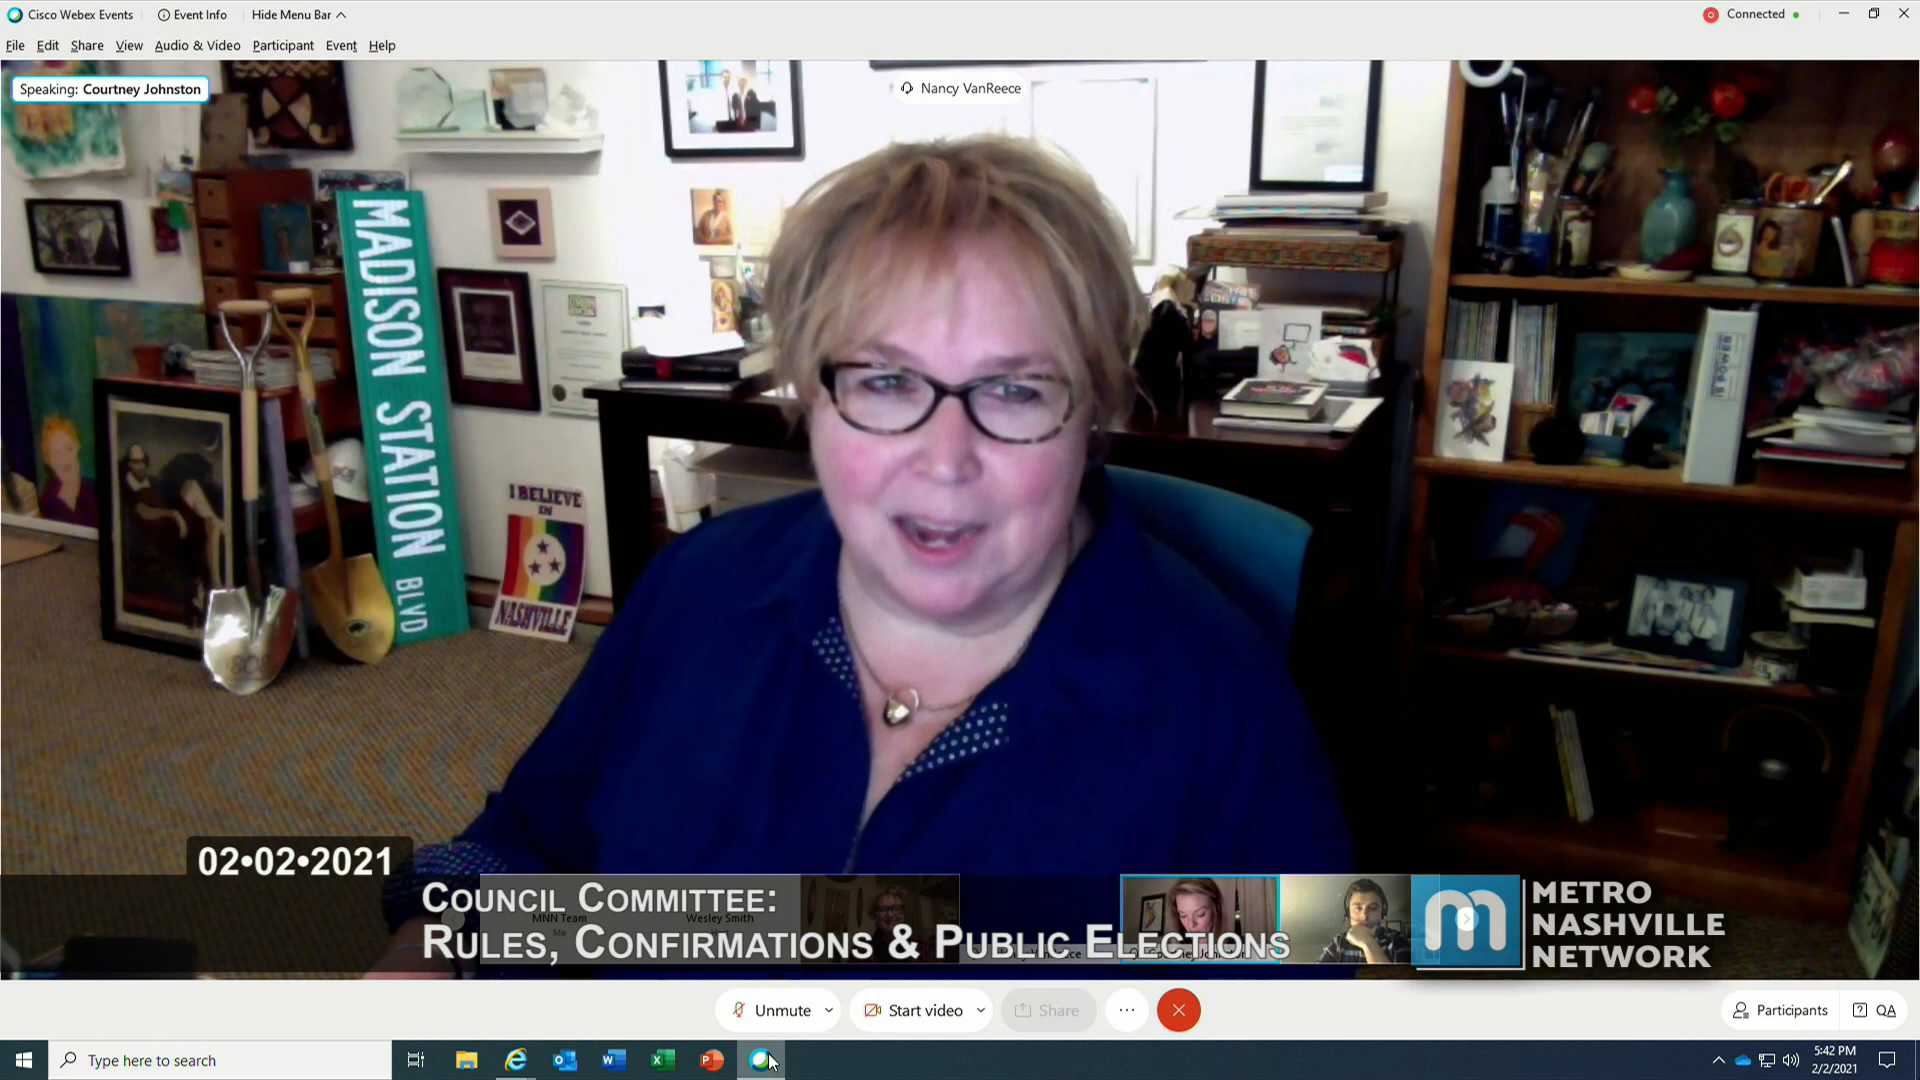 Cisco Webex Events
Event Info
Hide Menu Bar
Connected
File Edit Share View Audio & Video Participant Event Help
Speaking: Courtney Johnston
Nancy VanReece
MADISON STATION BLVD
I BELIEVE
IN
NASHVILLE
02•02•2021
COUNCIL COMMITTEE:
RULES, CONFIRMATIONS & PUBLIC ELECTIONS
MNN Team
Me
Wesley Smith
m
METRO
NASHVILLE
NETWORK
Unmute
Start video
Share
Participants
QA
Type here to search
5:42 PM
2/2/2021